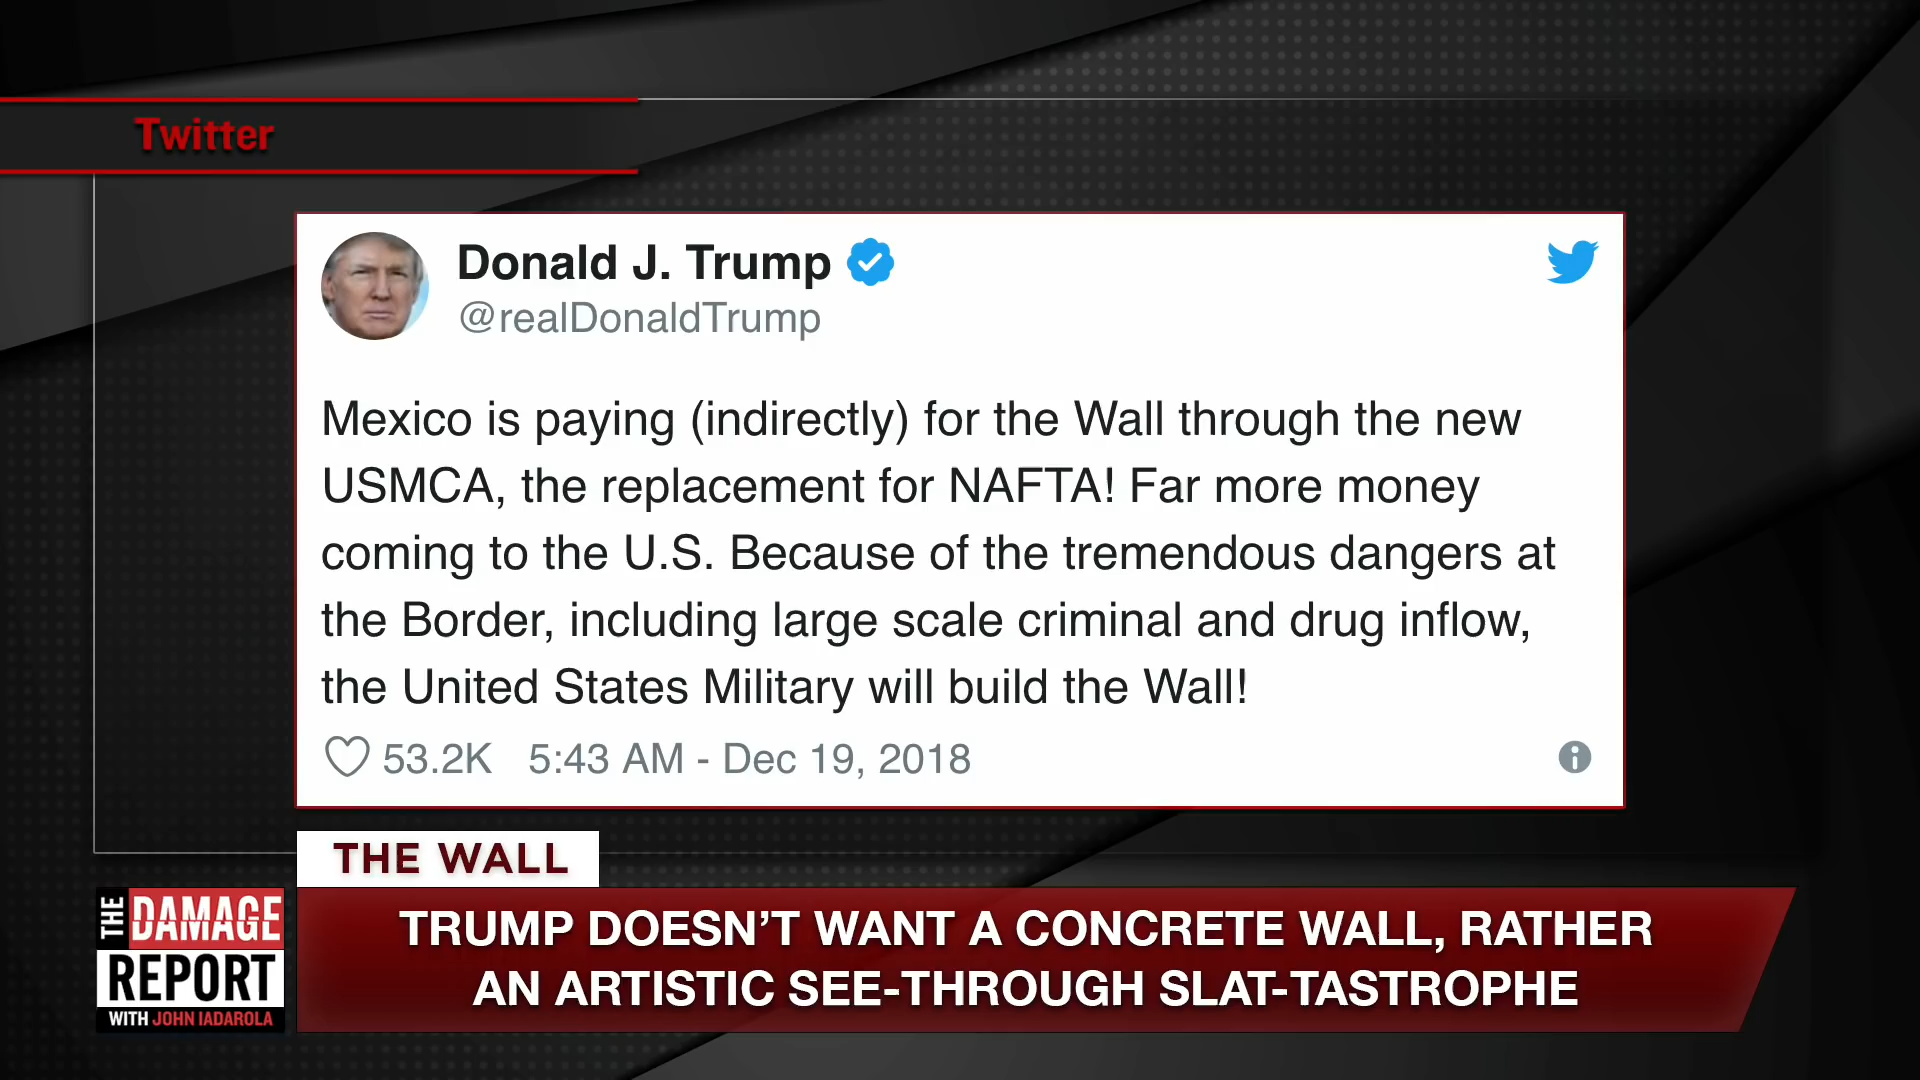 Twitter
Donald J. Trump
@realDonaldTrump
Mexico is paying (indirectly) for the Wall through the new
USMCA, the replacement for NAFTA! Far more money
coming to the U.S. Because of the tremendous dangers at
the Border, including large scale criminal and drug inflow,
the United States Military will build the Wall!
53.2K 5:43 AM - Dec 19, 2018
THE WALL
TRUMP DOESN’T WANT A CONCRETE WALL, RATHER
AN ARTISTIC SEE-THROUGH SLAT-TASTROPHE
THE DAMAGE
REPORT
WITH JOHN IADAROLA